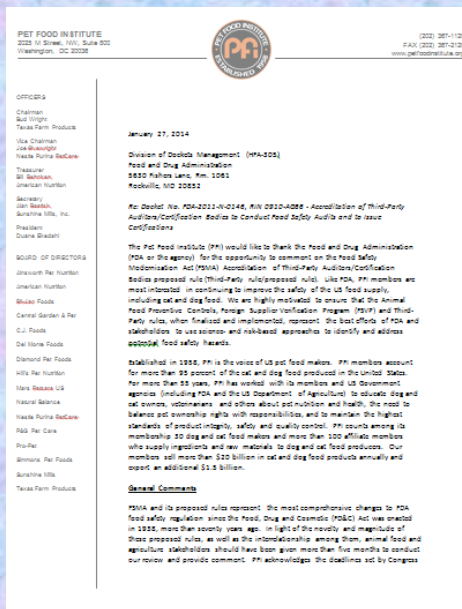 PET FOOD INSTITUTE
2025 M Street, NW, Suite 800
Washington, DC 20036
PFI
ESTABLISHED 1958
(202) 367-112
FAX (202) 367-212
www.petfoodinstitute.or
OFFICERS
Chairman
Bud Wright
Texas Farm Products
Vice Chairman
Joe
Nestle Purina PetCare
Treasurer
Bill
American Nutrition
Secretary
Alan
Sunshine Mills, Inc.
President
Duane Ekedahl
BOARD OF DIRECTORS
Ainsworth Pet Nutrition
American Nutrition
Foods
Central Garden & Pet
C.J. Foods
Del Monte Foods
Diamond Pet Foods
Hill's Pet Nutrition
Mars US
Natural Balance
Nestle Purina PetCare
P&G Pet Care
Pro-Pet
Simmons Pet Foods
Sunshine Mills
Texas Farm Products
January 27, 2014
Division of Dockets Management (HFA-305)
Food and Drug Administration
5630 Fishers Lane, Rm. 1061
Rockville, MD 20852
Re: Docket No. FDA-2011-N-0146, RIN 0910-AG66 - Accreditation of Third-Party
Auditors/Certification Bodies to Conduct Food Safety Audits and to Issue
Certifications
The Pet Food Institute (PFI) would like to thank the Food and Drug Administration
(FDA or the agency) for the opportunity to comment on the Food Safety
Modernization Act (FSMA) Accreditation of Third-Party Auditors/Certification
Bodies proposed rule (Third-Party rule/proposed rule). Like FDA, PFI members are
most interested in continuing to improve the safety of the US food supply,
including cat and dog food. We are highly motivated to ensure that the Animal
Food Preventive Controls, Foreign Supplier Verification Program (FSVP) and Third-
Party rules, when finalized and implemented, represent the best efforts of FDA and
stakeholders to use science- and risk-based approaches to identify and address
potential food safety hazards.
Established in 1958, PFI is the voice of US pet food makers. PFI members account
for more than 95 percent of the cat and dog food produced in the United States.
For more than 55 years, PFI has worked with its members and US Government
agencies (including FDA and the US Department of Agriculture) to educate dog and
cat owners, veterinarians and others about pet nutrition and health, the need to
balance pet ownership rights with responsibilities, and to maintain the highest
standards of product integrity, safety and quality control. PFI counts among its
membership 30 dog and cat food makers and more than 100 affiliate members
who supply ingredients and raw materials to dog and cat food producers. Our
members sell more than $20 billion in cat and dog food products annually and
export an additional $1.3 billion.
General Comments
FSMA and its proposed rules represent the most comprehensive changes to FDA
food safety regulation since the Food, Drug and Cosmetic (FD&C) Act was enacted
in 1938, more than seventy years ago. In light of the novelty and magnitude of
these proposed rules, as well as the interrelationship among them, animal food and
agriculture stakeholders should have been given more than five months to conduct
our review and provide comment. PFI acknowledges the deadlines set by Congress